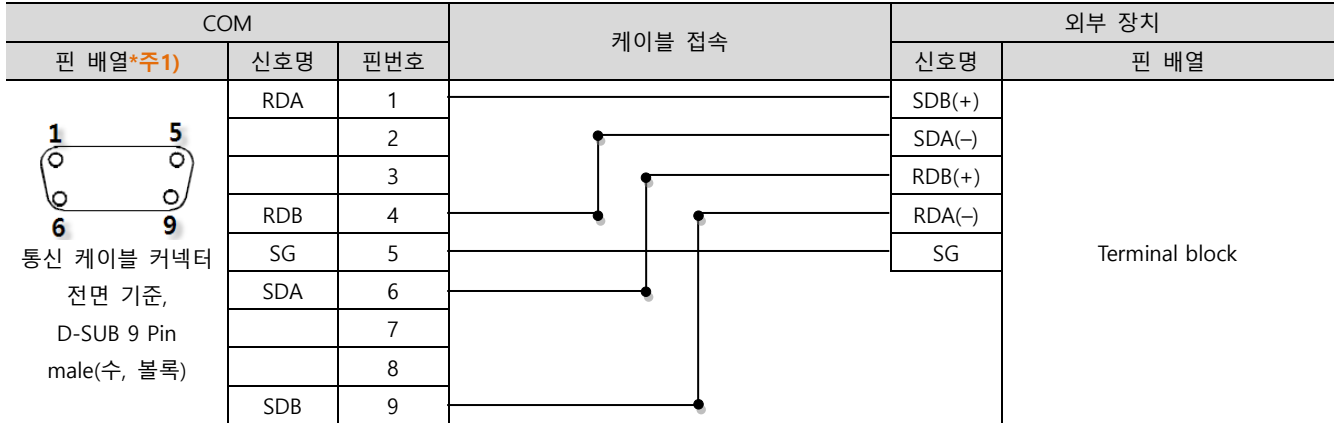 COM 케이블 접속 외부 장치
핀 배열*주1) 신호명 핀번호 신호명 핀 배열
RDA 1 SDB(+)
2 SDA(–)
3 RDB(+)
RDB 4 RDA(–)
SG 5 SG
SDA 6
7
8
SDB 9
1 5
6 9
통신 케이블 커넥터
전면 기준,
D-SUB 9 Pin
male(수, 볼록)
Terminal block